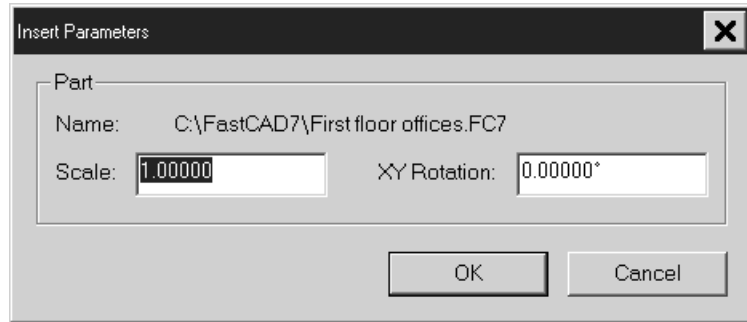 Insert Parameters
Part
Name: C:\FastCAD7\First floor offices.FC7
Scale: 1.00000 XY Rotation: 0.00000°
OK Cancel